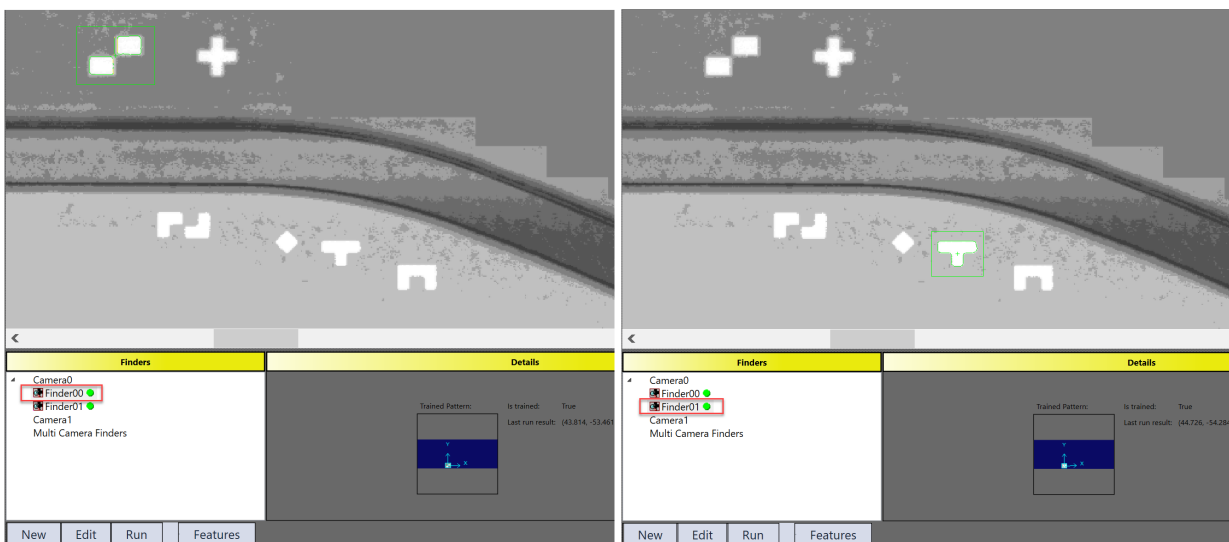 <
Finders
Details
Camera0
Finder00
Finder01
Camera1
Multi Camera Finders
Trained Pattern:
Is trained: True
Last run result: (43.814, -53.461
Y
X
New Edit Run Features
<
Finders
Details
Camera0
Finder00
Finder01
Camera1
Multi Camera Finders
Trained Pattern:
Is trained: True
Last run result: (44.726, -54.284
Y
X
New Edit Run Features